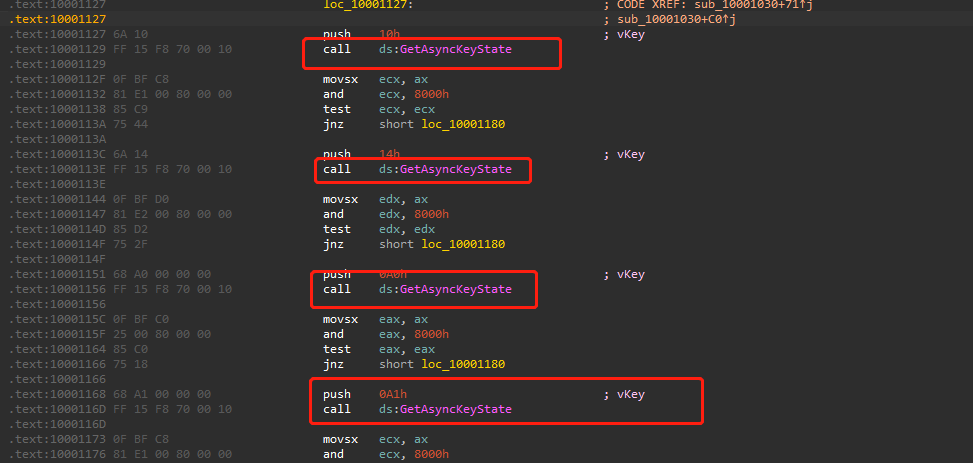 .text:10001127 loc_10001127: ; CODE XREF: sub_10001030+71↑j
.text:10001127 ; sub_10001030+C0↑j
.text:10001127 6A 10 push 10h ; vKey
.text:10001129 FF 15 F8 70 00 10 call ds:GetAsyncKeyState
.text:10001129
.text:1000112F 0F BF C8 movsx ecx, ax
.text:10001132 81 E1 00 80 00 00 and ecx, 8000h
.text:10001138 85 C9 test ecx, ecx
.text:1000113A 75 44 jnz short loc_10001180
.text:1000113A
.text:1000113C 6A 14 push 14h ; vKey
.text:1000113E FF 15 F8 70 00 10 call ds:GetAsyncKeyState
.text:1000113E
.text:10001144 0F BF D0 movsx edx, ax
.text:10001147 81 E2 00 80 00 00 and edx, 8000h
.text:1000114D 85 D2 test edx, edx
.text:1000114F 75 2F jnz short loc_10001180
.text:1000114F
.text:10001151 68 A0 00 00 00 push 0A0h ; vKey
.text:10001156 FF 15 F8 70 00 10 call ds:GetAsyncKeyState
.text:10001156
.text:1000115C 0F BF C0 movsx eax, ax
.text:1000115F 25 00 80 00 00 and eax, 8000h
.text:10001164 85 C0 test eax, eax
.text:10001166 75 18 jnz short loc_10001180
.text:10001166
.text:10001168 68 A1 00 00 00 push 0A1h ; vKey
.text:1000116D FF 15 F8 70 00 10 call ds:GetAsyncKeyState
.text:1000116D
.text:10001173 0F BF C8 movsx ecx, ax
.text:10001176 81 E1 00 80 00 00 and ecx, 8000h